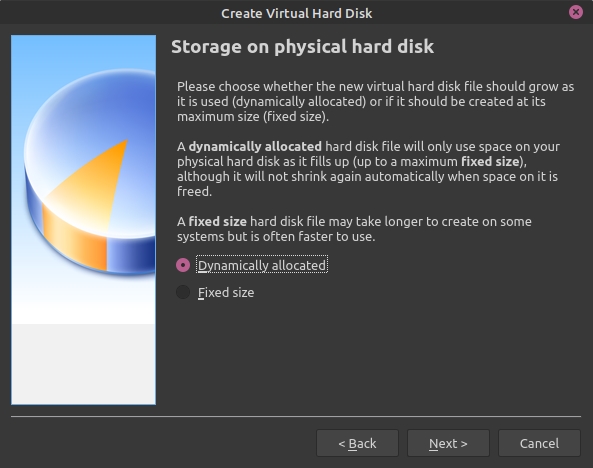 Create Virtual Hard Disk
Storage on physical hard disk
Please choose whether the new virtual hard disk file should grow as
it is used (dynamically allocated) or if it should be created at its
maximum size (fixed size).
A dynamically allocated hard disk file will only use space on your
physical hard disk as it fills up (up to a maximum fixed size),
although it will not shrink again automatically when space on it is
freed.
A fixed size hard disk file may take longer to create on some
systems but is often faster to use.
Dynamically allocated
Fixed size
< Back
Next >
Cancel